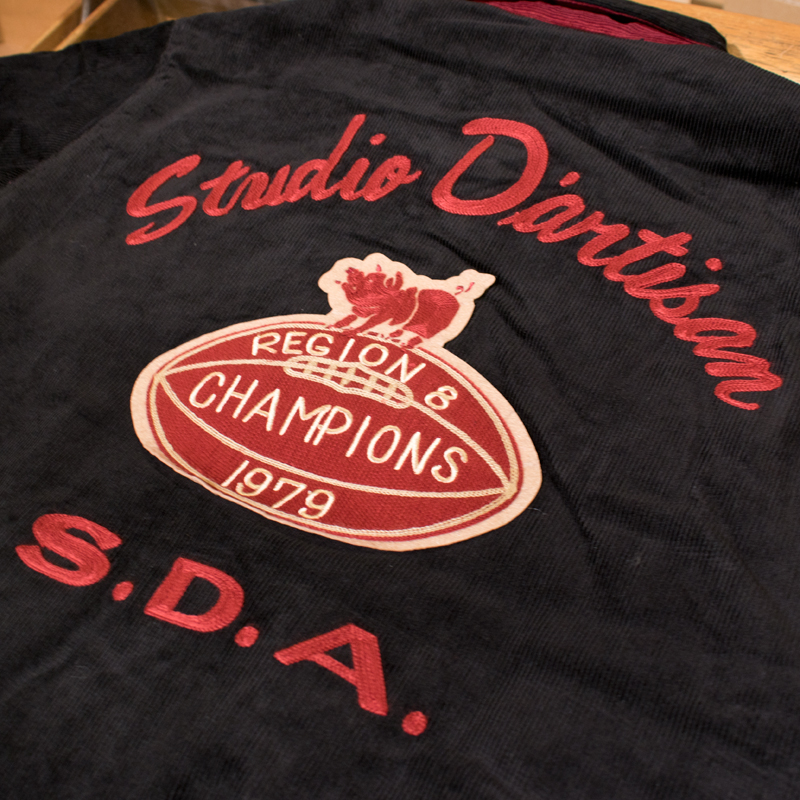 Studio D'artisan
REGION 8
CHAMPIONS
1979
S.D.A.